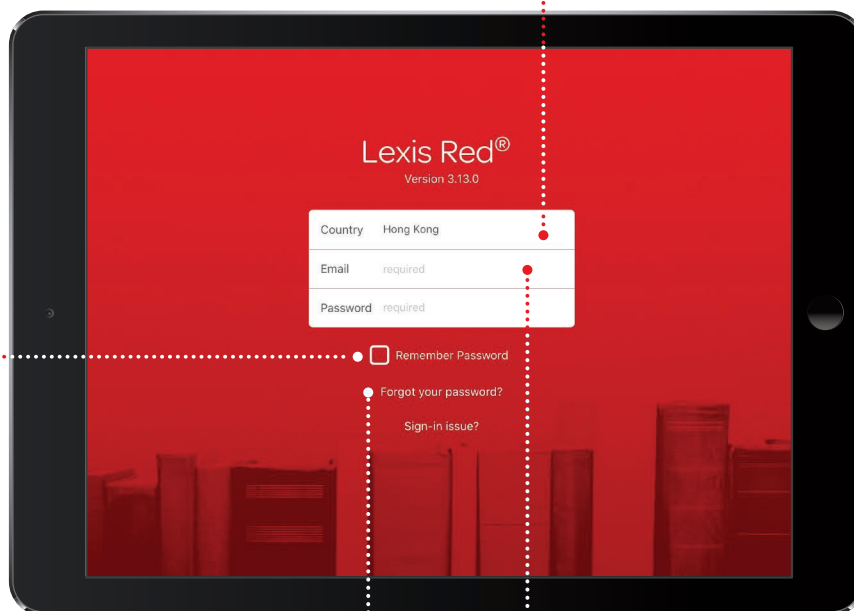 Lexis Red®
Version 3.13.0
Country Hong Kong
Email required
Password required
Remember Password
Forgot your password?
Sign-in issue?